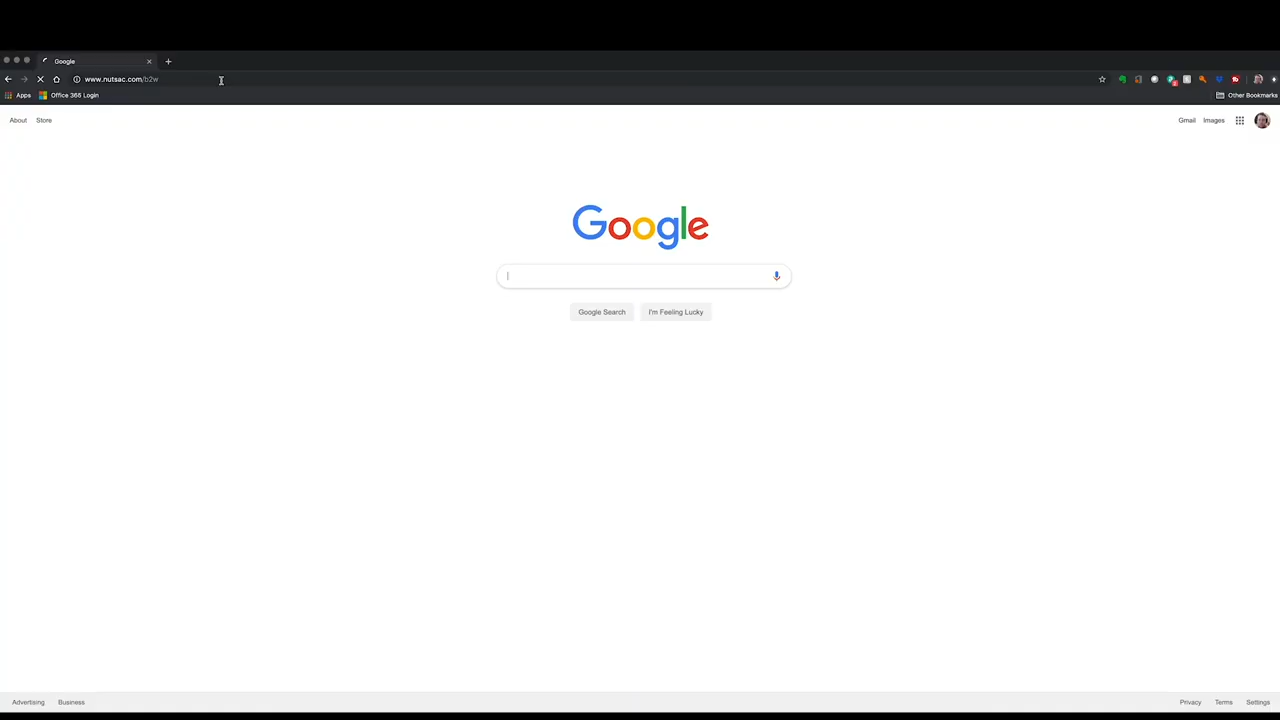 Google
www.nutsac.com/b2w
Apps Office 365 Login Other Bookmarks
About Store Gmail Images
Google
Google Search I'm Feeling Lucky
Advertising Business Privacy Terms Settings